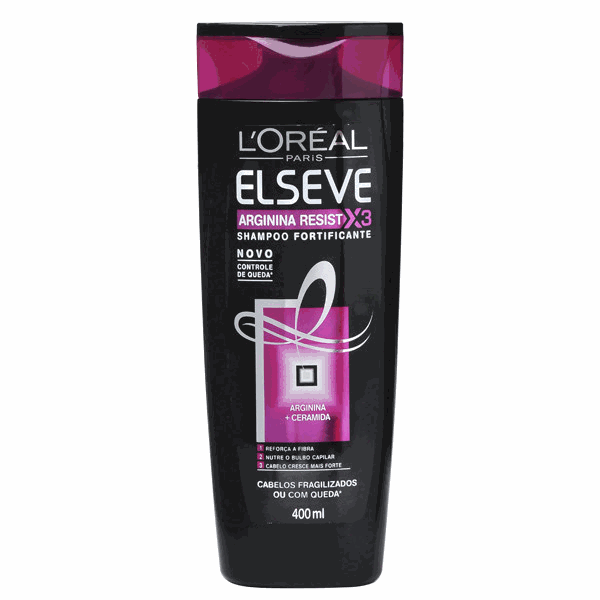 L'ORÉAL
PARIS
ELSEVE
ARGININA RESIST X3
SHAMPOO FORTIFICANTE
NOVO
CONTROLE
DE QUEDA*
ARGININA
+ CERAMIDA
1 REFORÇA A FIBRA
2 NUTRE O BULBO CAPILAR
3 CABELO CRESCE MAIS FORTE
CABELOS FRAGILIZADOS
OU COM QUEDA*
400ml